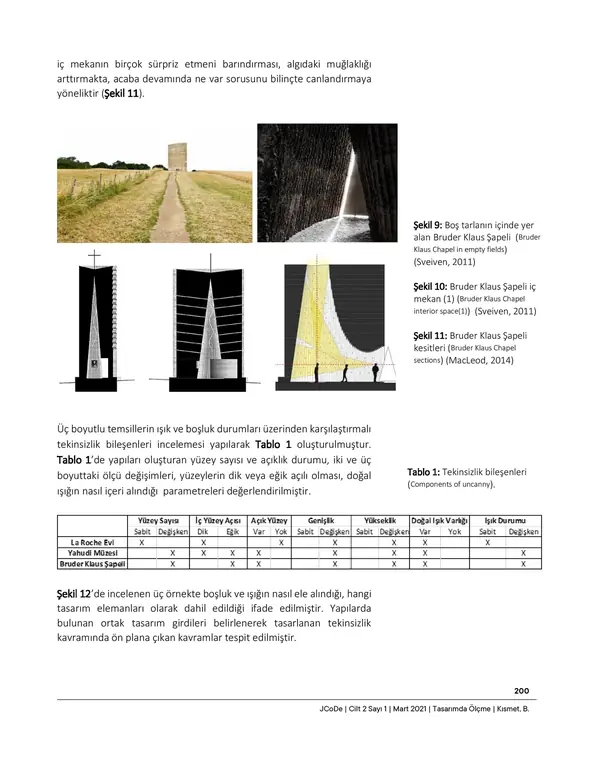 iç mekanın birçok sürpriz etmeni barındırması, algıdaki muğlaklığı
arttırmakta, acaba devamında ne var sorusunu bilinçte canlandırmaya
yöneliktir (Şekil 11).
Şekil 9: Boş tarlanın içinde yer
alan Bruder Klaus Şapeli (Bruder
Klaus Chapel in empty fields)
(Sveiven, 2011)
Şekil 10: Bruder Klaus Şapeli iç
mekan (1) (Bruder Klaus Chapel
interior space(1)) (Sveiven, 2011)
Şekil 11: Bruder Klaus Şapeli
kesitleri (Bruder Klaus Chapel
sections) (MacLeod, 2014)
Üç boyutlu temsillerin ışık ve boşluk durumları üzerinden karşılaştırmalı
tekinsizlik bileşenleri incelemesi yapılarak Tablo 1 oluşturulmuştur.
Tablo 1'de yapıları oluşturan yüzey sayısı ve açıklık durumu, iki ve üç
boyuttaki ölçü değişimleri, yüzeylerin dik veya eğik açılı olması, doğal
ışığın nasıl içeri alındığı parametreleri değerlendirilmiştir.
Tablo 1: Tekinsizlik bileşenleri
(Components of uncanny).
Yüzey Sayısı İç Yüzey Açısı Açık Yüzey Genişlik Yükseklik Doğal Işık Varlığı Işık Durumu
Sabit Değişken Dik Eğik Var Yok Sabit Değişken Sabit Değişken Var Yok Sabit Değişken
La Roche Evi X X X X X X X
Yahudi Müzesi X X X X X X X X
Bruder Klaus Şapeli X X X X X X X
Şekil 12'de incelenen üç örnekte boşluk ve ışığın nasıl ele alındığı, hangi
tasarım elemanları olarak dahil edildiği ifade edilmiştir. Yapılarda
bulunan ortak tasarım girdileri belirlenerek tasarlanan tekinsizlik
kavramında ön plana çıkan kavramlar tespit edilmiştir.
200
JCoDe | Cilt 2 Sayı 1 | Mart 2021 | Tasarımda Ölçme | Kısmet, B.